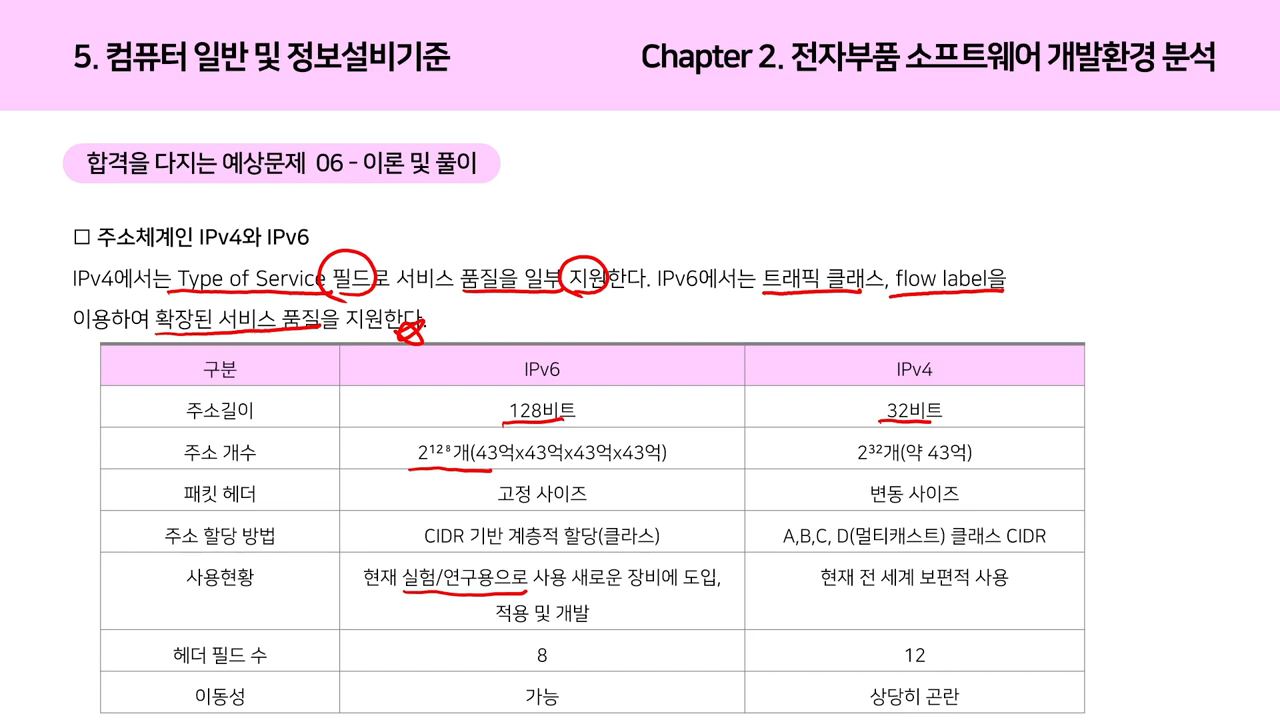 5. 컴퓨터 일반 및 정보설비기준
Chapter 2. 전자부품 소프트웨어 개발환경 분석
합격을 다지는 예상문제 06 - 이론 및 풀이
□ 주소체계인 IPv4와 IPv6
IPv4에서는 Type of Service 필드로 서비스 품질을 일부 지원한다. IPv6에서는 트래픽 클래스, flow label을
이용하여 확장된 서비스 품질을 지원한다.
구분 IPv6 IPv4
주소길이 128비트 32비트
주소 개수 2¹²⁸개(43억x43억x43억x43억) 2³²개(약 43억)
패킷 헤더 고정 사이즈 변동 사이즈
주소 할당 방법 CIDR 기반 계층적 할당(클라스) A,B,C, D(멀티캐스트) 클래스 CIDR
사용현황 현재 실험/연구용으로 사용 새로운 장비에 도입, 현재 전 세계 보편적 사용
적용 및 개발
헤더 필드 수 8 12
이동성 가능 상당히 곤란